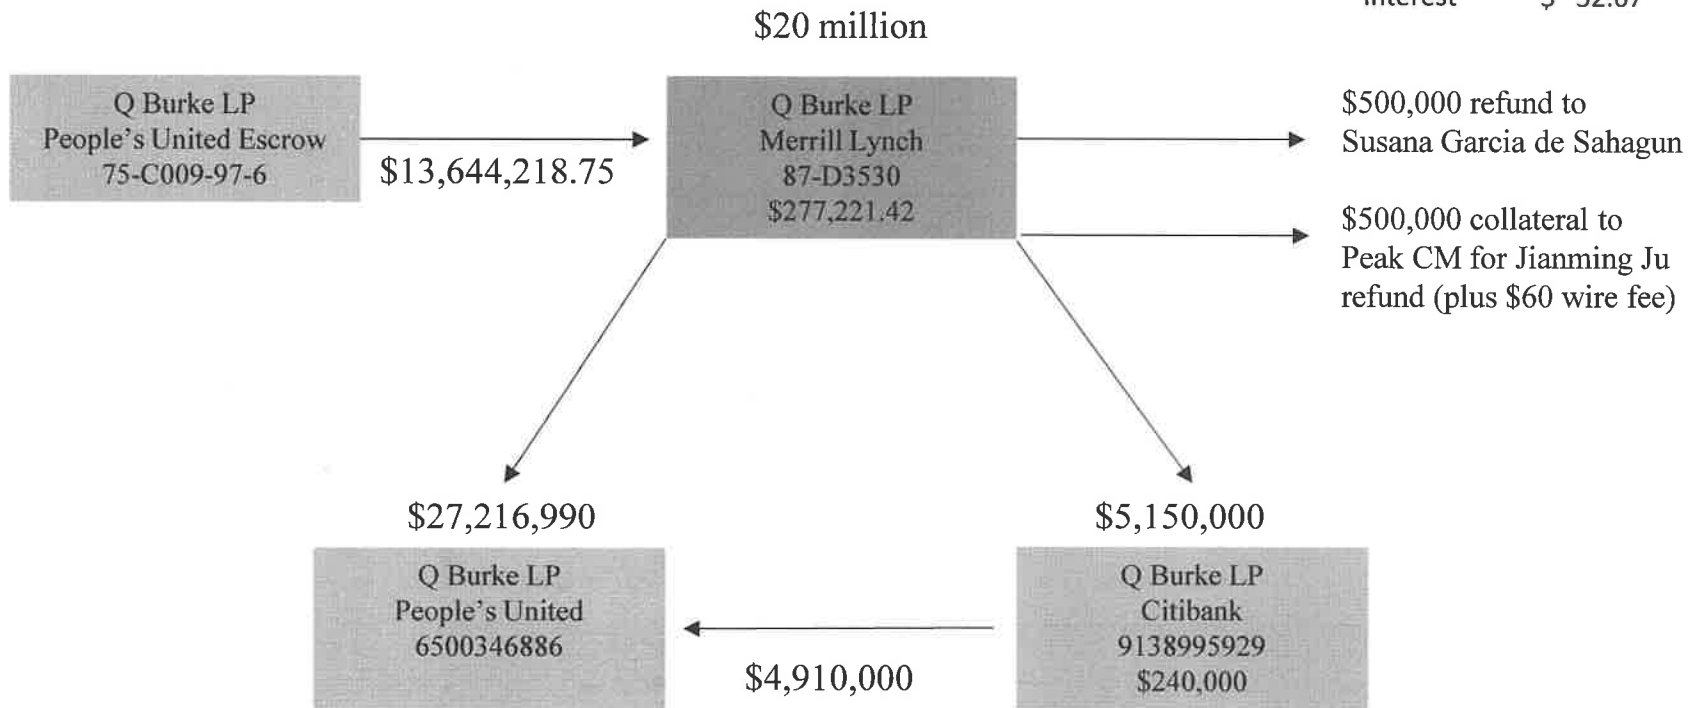 $20 million
Q Burke LP
People’s United Escrow
75-C009-97-6
$13,644,218.75
Q Burke LP
Merrill Lynch
87-D3530
$277,221.42
$500,000 refund to
Susana Garcia de Sahagun
$500,000 collateral to
Peak CM for Jianming Ju
refund (plus $60 wire fee)
$27,216,990
$5,150,000
Q Burke LP
People’s United
6500346886
$4,910,000
Q Burke LP
Citibank
9138995929
$240,000